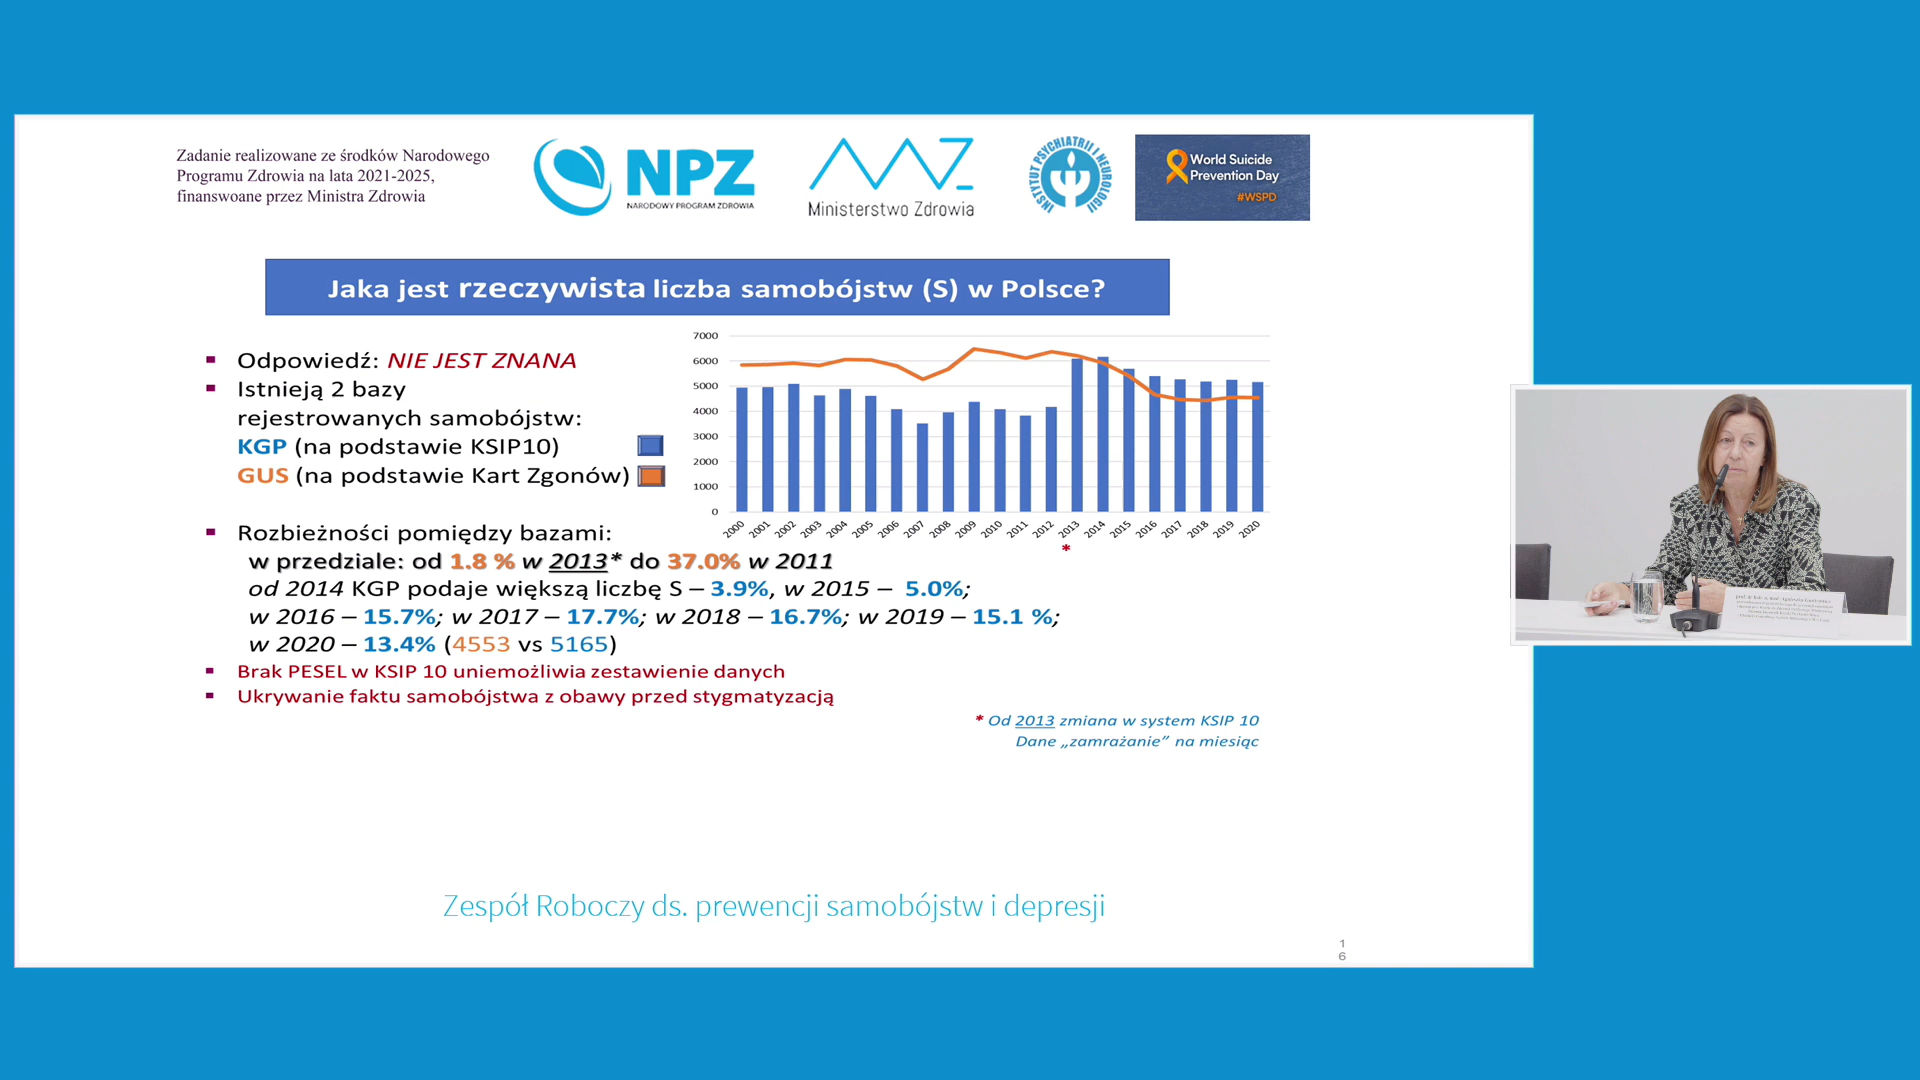 Zadanie realizowane ze środków Narodowego
Programu Zdrowia na lata 2021-2025,
finanswoane przez Ministra Zdrowia
NPZ
NARODOWY PROGRAM ZDROWIA
Ministerstwo Zdrowia
INSTYTUT PSYCHIATRII I NEUROLOGII
World Suicide
Prevention Day
#WSPD
Jaka jest rzeczywista liczba samobójstw (S) w Polsce?
▪ Odpowiedź: NIE JEST ZNANA
▪ Istnieją 2 bazy
rejestrowanych samobójstw:
KGP (na podstawie KSIP10)
GUS (na podstawie Kart Zgonów)
7000
6000
5000
4000
3000
2000
1000
0
2000 2001 2002 2003 2004 2005 2006 2007 2008 2009 2010 2011 2012 2013 2014 2015 2016 2017 2018 2019 2020
*
▪ Rozbieżności pomiędzy bazami:
w przedziale: od 1.8 % w 2013* do 37.0% w 2011
od 2014 KGP podaje większą liczbę S – 3.9%, w 2015 – 5.0%;
w 2016 – 15.7%; w 2017 – 17.7%; w 2018 – 16.7%; w 2019 – 15.1 %;
w 2020 – 13.4% (4553 vs 5165)
▪ Brak PESEL w KSIP 10 uniemożliwia zestawienie danych
▪ Ukrywanie faktu samobójstwa z obawy przed stygmatyzacją
* Od 2013 zmiana w system KSIP 10
Dane „zamrażanie” na miesiąc
Zespół Roboczy ds. prewencji samobójstw i depresji
1
6